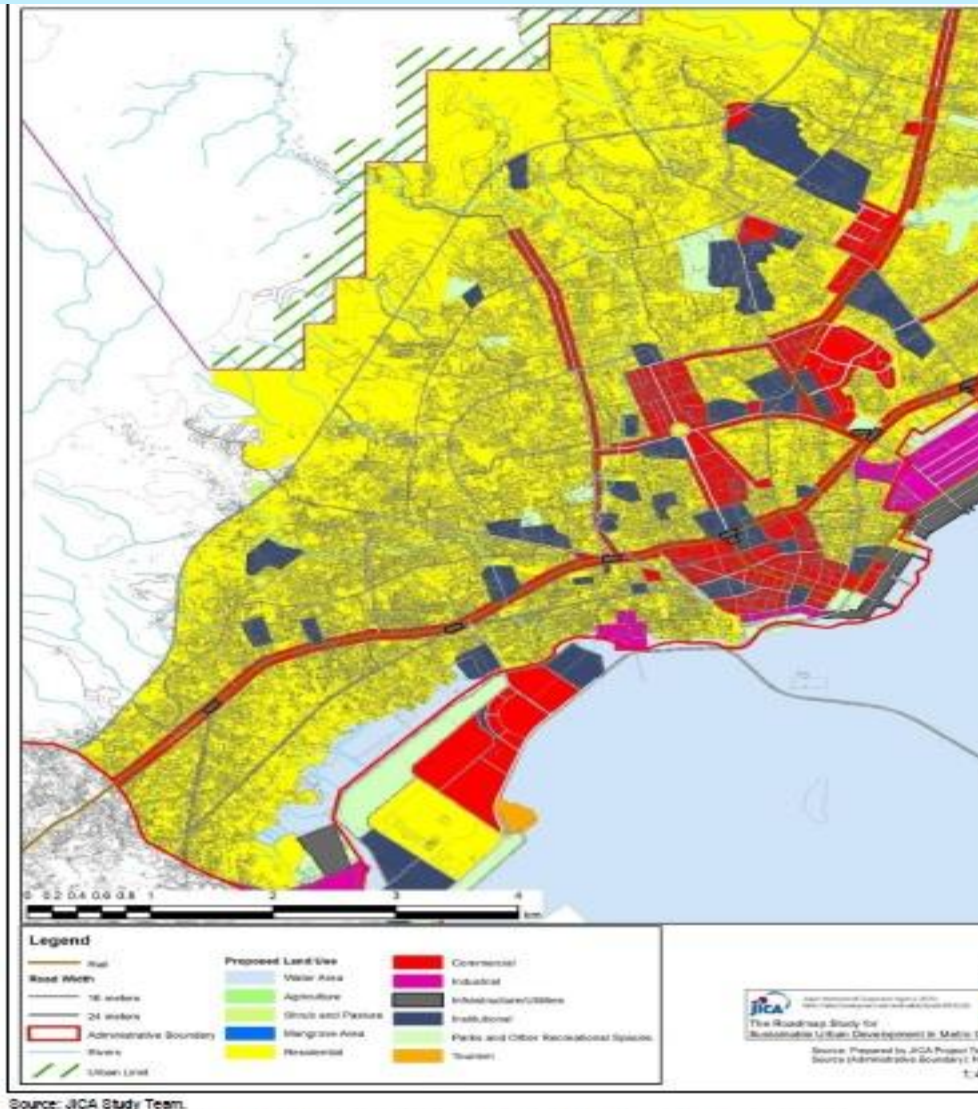 0 0.2 0.4 0.6 0.8 1 2 3 4
km
Legend
Rail
Road Width
16 meters
24 meters
Administrative Boundary
Rivers
Urban Limit
Proposed Land Use
Water Area
Agriculture
Shrub and Pasture
Mangrove Area
Residential
Commercial
Industrial
Infrastructure/Utilities
Institutional
Parks and Other Recreational Spaces
Tourism
JICA
The Roadmap Study for
Sustainable Urban Development in Metro
Source: Prepared by JICA Project
Source (Administrative Boundary):
Source: JICA Study Team.